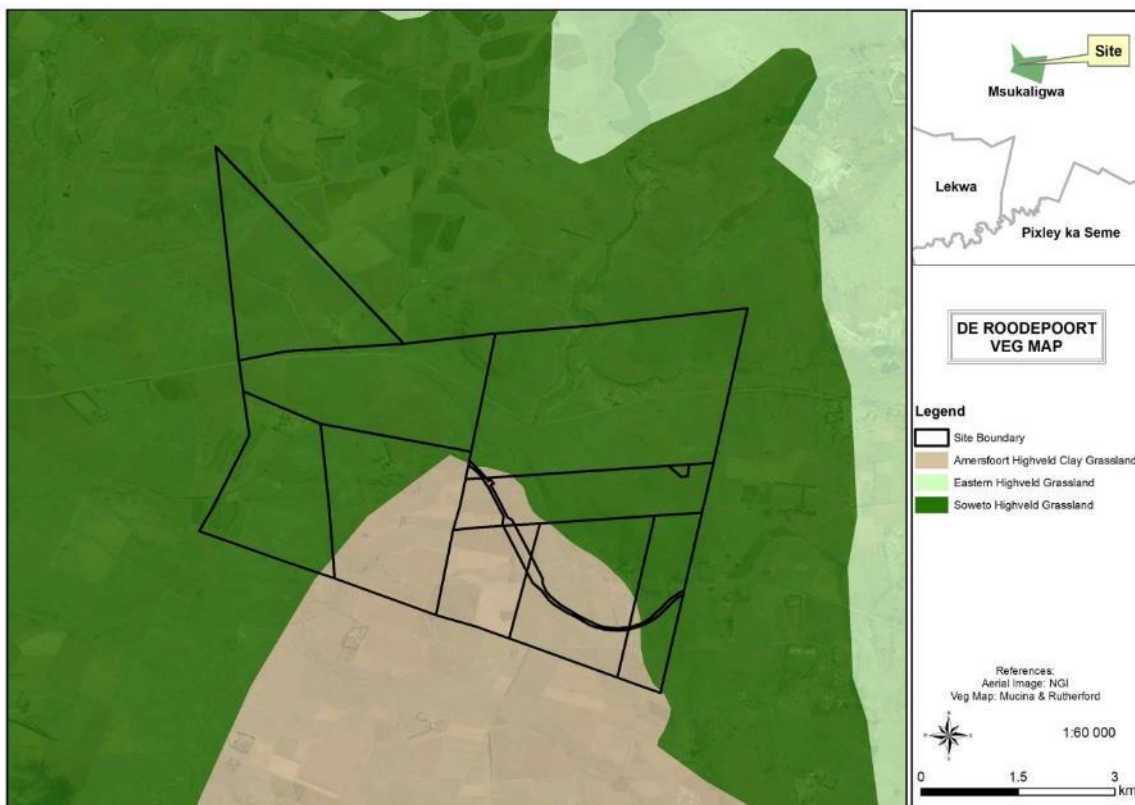 Site
Msukaligwa
Lekwa
Pixley ka Seme
DE ROODEPOORT
VEG MAP
Legend
Site Boundary
Amersfoort Highveld Clay Grassland
Eastern Highveld Grassland
Soweto Highveld Grassland
References:
Aerial Image: NGI
Veg Map: Mucina & Rutherford
1:60 000
0 1.5 3
km